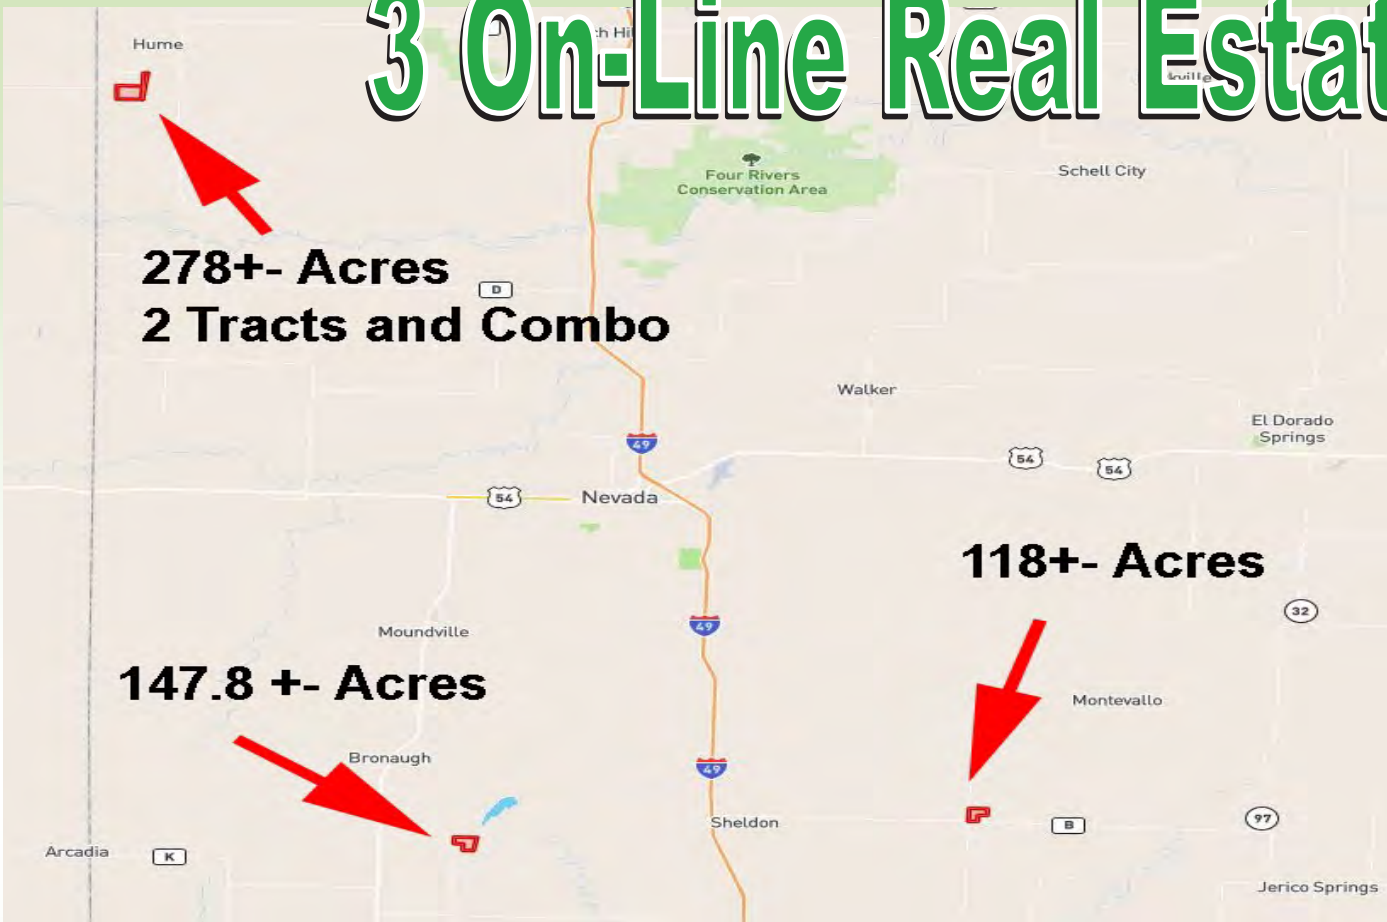 3 On-Line Real Estat
Hume
Four Rivers
Conservation Area
Schell City
278+- Acres
D
2 Tracts and Combo
Walker
El Dorado
Springs
49
54
54
54
Nevada
118+- Acres
32
49
Moundville
147.8 +- Acres
Montevallo
Bronaugh
49
Sheldon
B
97
Arcadia
K
Jerico Springs